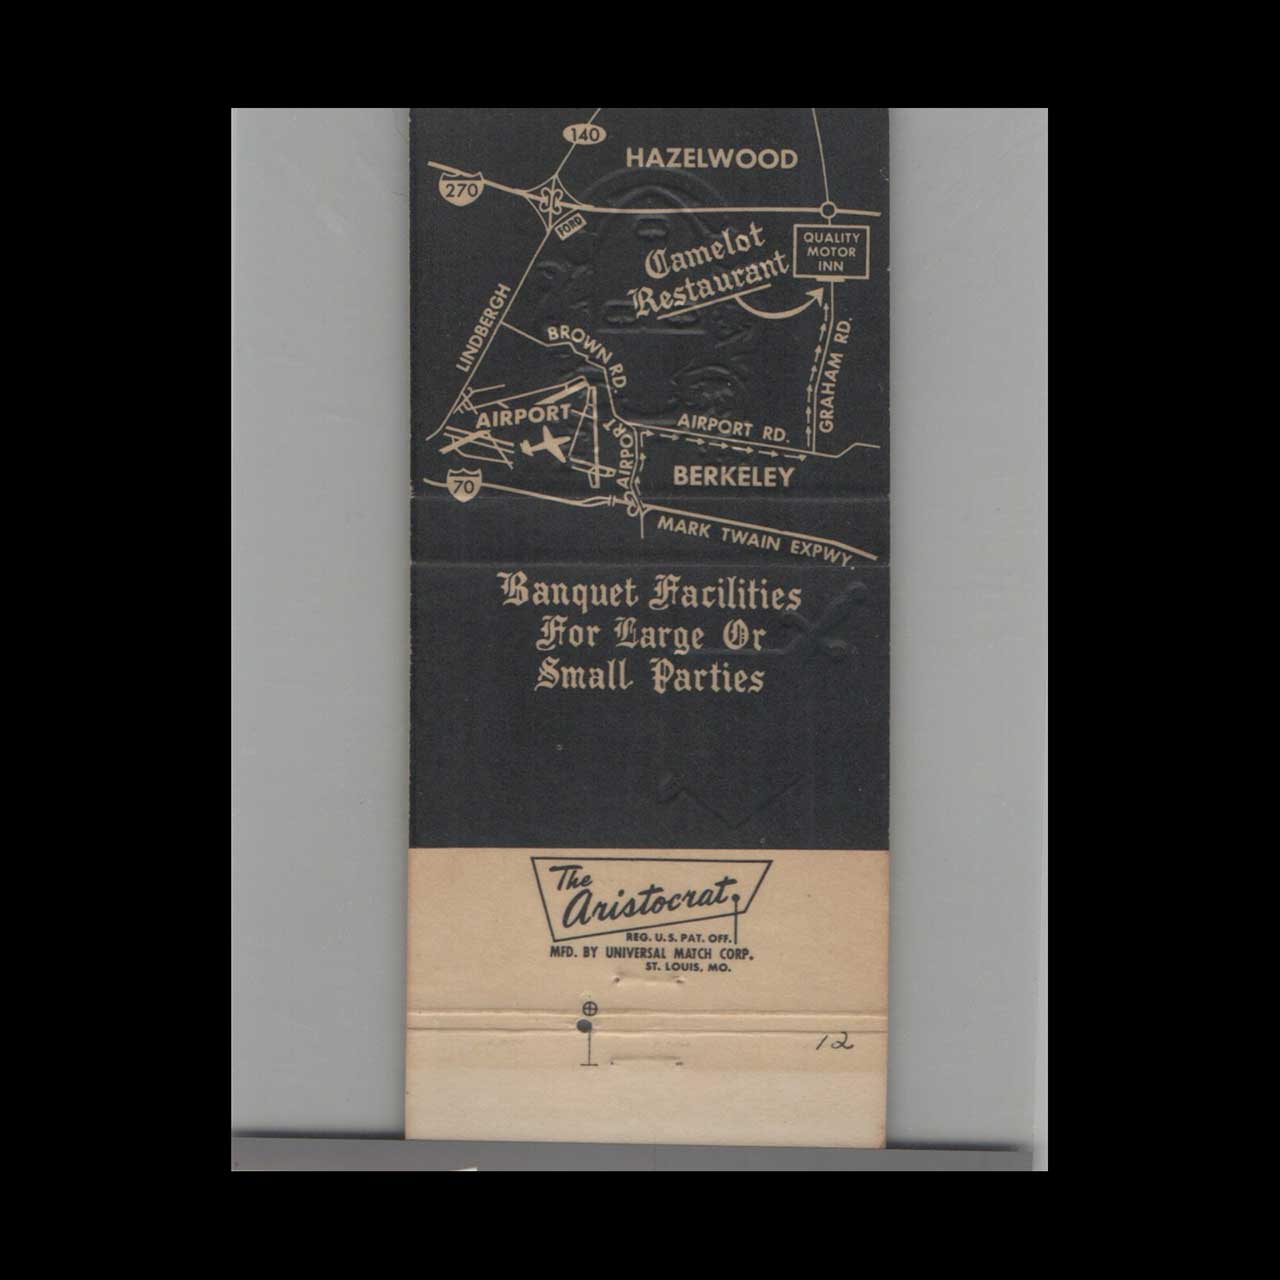 140
HAZELWOOD
270
FORD
QUALITY
MOTOR
INN
Camelot
Restaurant
LINDBERGH
BROWN RD.
GRAHAM RD.
AIRPORT
AIRPORT RD.
AIRPORT
BERKELEY
70
MARK TWAIN EXPWY.
Banquet Facilities
For Large Or
Small Parties
The
Aristocrat
REG. U.S. PAT. OFF.
MFD. BY UNIVERSAL MATCH CORP.
ST. LOUIS, MO.
12